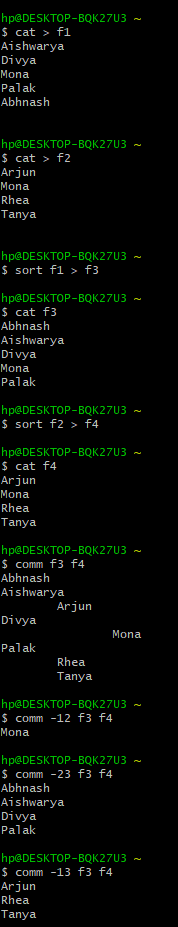 hp@DESKTOP-BQK27U3 ~
$ cat > f1
Aishwarya
Divya
Mona
Palak
Abhnash
hp@DESKTOP-BQK27U3 ~
$ cat > f2
Arjun
Mona
Rhea
Tanya
hp@DESKTOP-BQK27U3 ~
$ sort f1 > f3
hp@DESKTOP-BQK27U3 ~
$ cat f3
Abhnash
Aishwarya
Divya
Mona
Palak
hp@DESKTOP-BQK27U3 ~
$ sort f2 > f4
hp@DESKTOP-BQK27U3 ~
$ cat f4
Arjun
Mona
Rhea
Tanya
hp@DESKTOP-BQK27U3 ~
$ comm f3 f4
Abhnash
Aishwarya
        Arjun
Divya
                Mona
Palak
        Rhea
        Tanya
hp@DESKTOP-BQK27U3 ~
$ comm -12 f3 f4
Mona
hp@DESKTOP-BQK27U3 ~
$ comm -23 f3 f4
Abhnash
Aishwarya
Divya
Palak
hp@DESKTOP-BQK27U3 ~
$ comm -13 f3 f4
Arjun
Rhea
Tanya